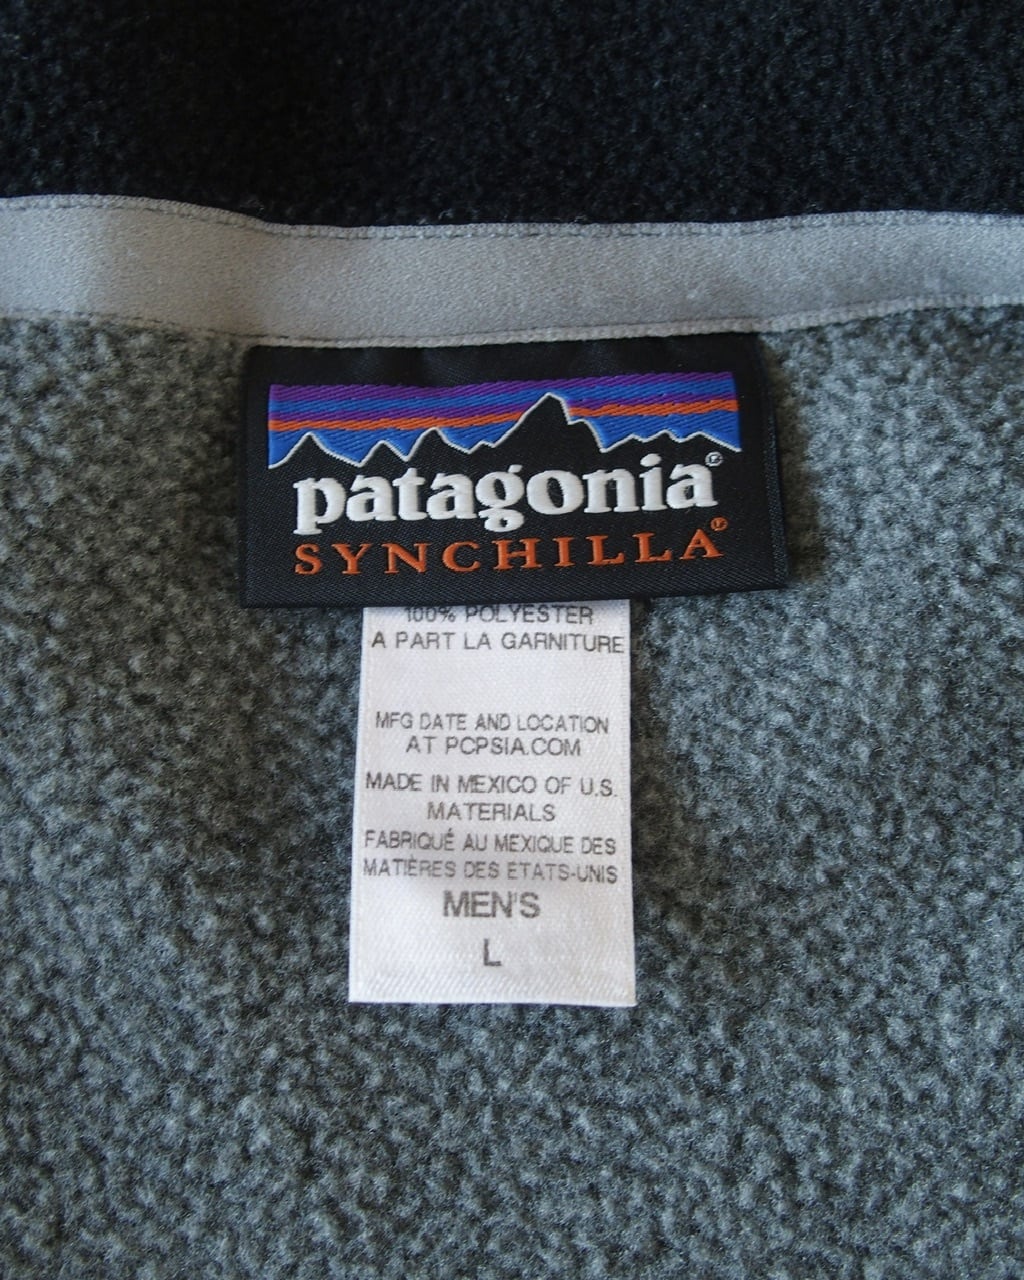 patagonia®
SYNCHILLA®
100% POLYESTER
A PART LA GARNITURE
MFG DATE AND LOCATION
AT PCPSIA.COM
MADE IN MEXICO OF U.S.
MATERIALS
FABRIQUÉ AU MEXIQUE DES
MATIÈRES DES ETATS-UNIS
MEN'S
L